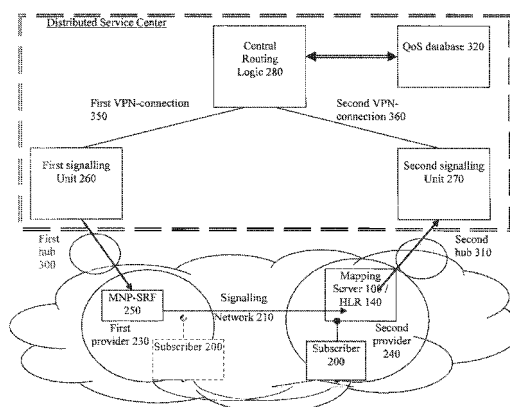 Distributed Service Center
Central
Routing
Logic 280
QoS database 320
First VPN-connection
350
Second VPN-
connection 360
First signalling
Unit 260
Second signalling
Unit 270
First
hub
300
Second
hub 310
MNP-SRF
250
First
provider 230
Signalling
Network 210
Mapping
Server 100 /
HLR 140
Second
provider
240
Subscriber 200
Subscriber
200